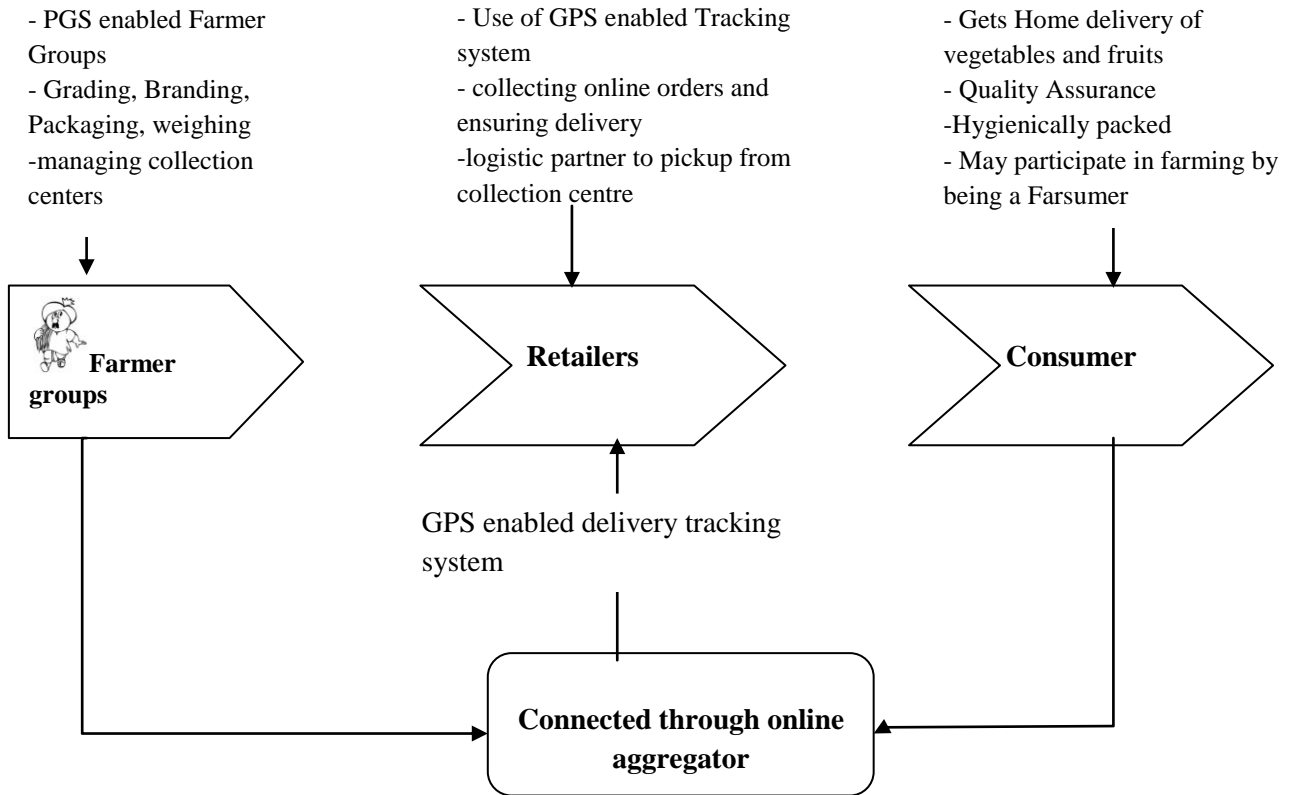 - PGS enabled Farmer
Groups
- Grading, Branding,
Packaging, weighing
-managing collection
centers
- Use of GPS enabled Tracking
system
- collecting online orders and
ensuring delivery
-logistic partner to pickup from
collection centre
- Gets Home delivery of
vegetables and fruits
- Quality Assurance
-Hygienically packed
- May participate in farming by
being a Farsumer
Farmer
groups
Retailers
Consumer
GPS enabled delivery tracking
system
Connected through online
aggregator